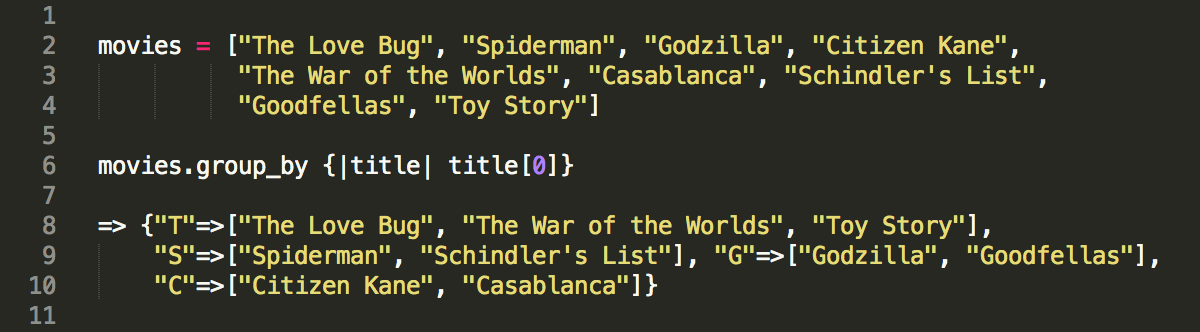 1
2 movies = ["The Love Bug", "Spiderman", "Godzilla", "Citizen Kane",
3 "The War of the Worlds", "Casablanca", "Schindler's List",
4 "Goodfellas", "Toy Story"]
5
6 movies.group_by {|title| title[0]}
7
8 => {"T"=>["The Love Bug", "The War of the Worlds", "Toy Story"],
9 "S"=>["Spiderman", "Schindler's List"], "G"=>["Godzilla", "Goodfellas"],
10 "C"=>["Citizen Kane", "Casablanca"]}
11